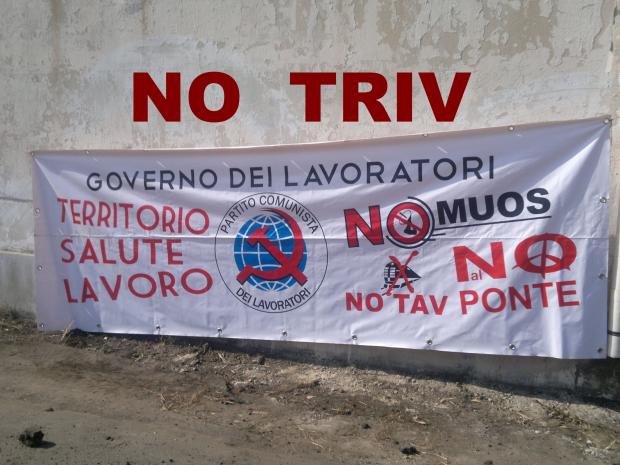 NO TRIV
GOVERNO DEI LAVORATORI
TERRITORIO
SALUTE
LAVORO
PARTITO COMUNISTA
DEI LAVORATORI
NO MUOS
NO TAV
NO al PONTE